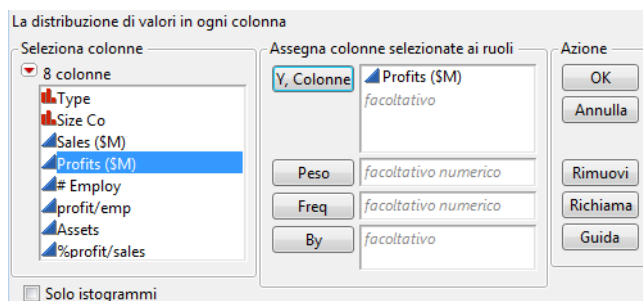 La distribuzione di valori in ogni colonna
Seleziona colonne
8 colonne
Type
Size Co
Sales ($M)
Profits ($M)
# Employ
profit/emp
Assets
%profit/sales
Solo istogrammi
Assegna colonne selezionate ai ruoli
Y, Colonne
Profits ($M)
facoltativo
Peso
facoltativo numerico
Freq
facoltativo numerico
By
facoltativo
Azione
OK
Annulla
Rimuovi
Richiama
Guida